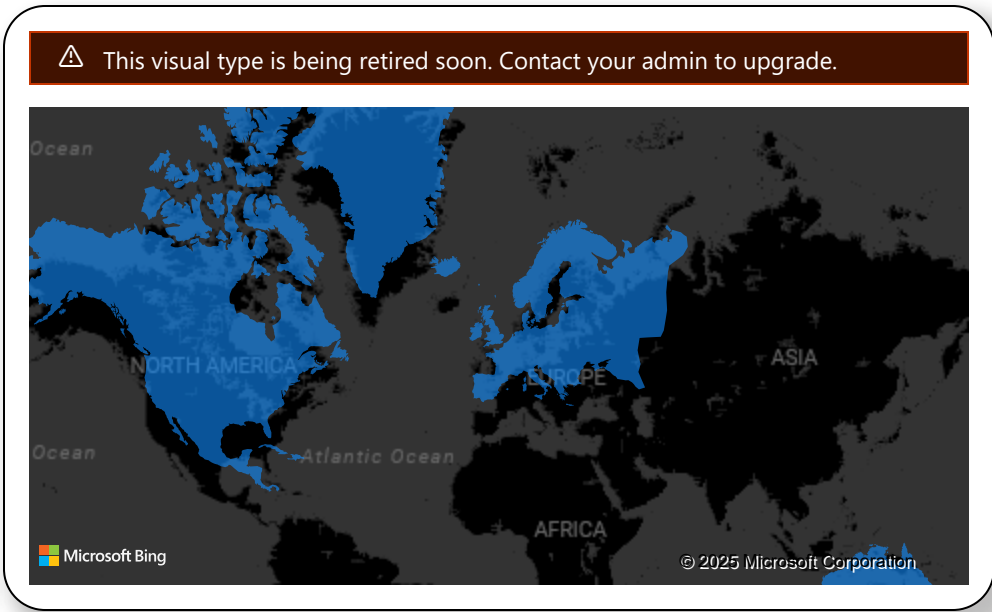 This visual type is being retired soon. Contact your admin to upgrade.
Ocean
NORTH AMERICA
EUROPE
ASIA
Ocean
Atlantic Ocean
AFRICA
Microsoft Bing
© 2025 Microsoft Corporation